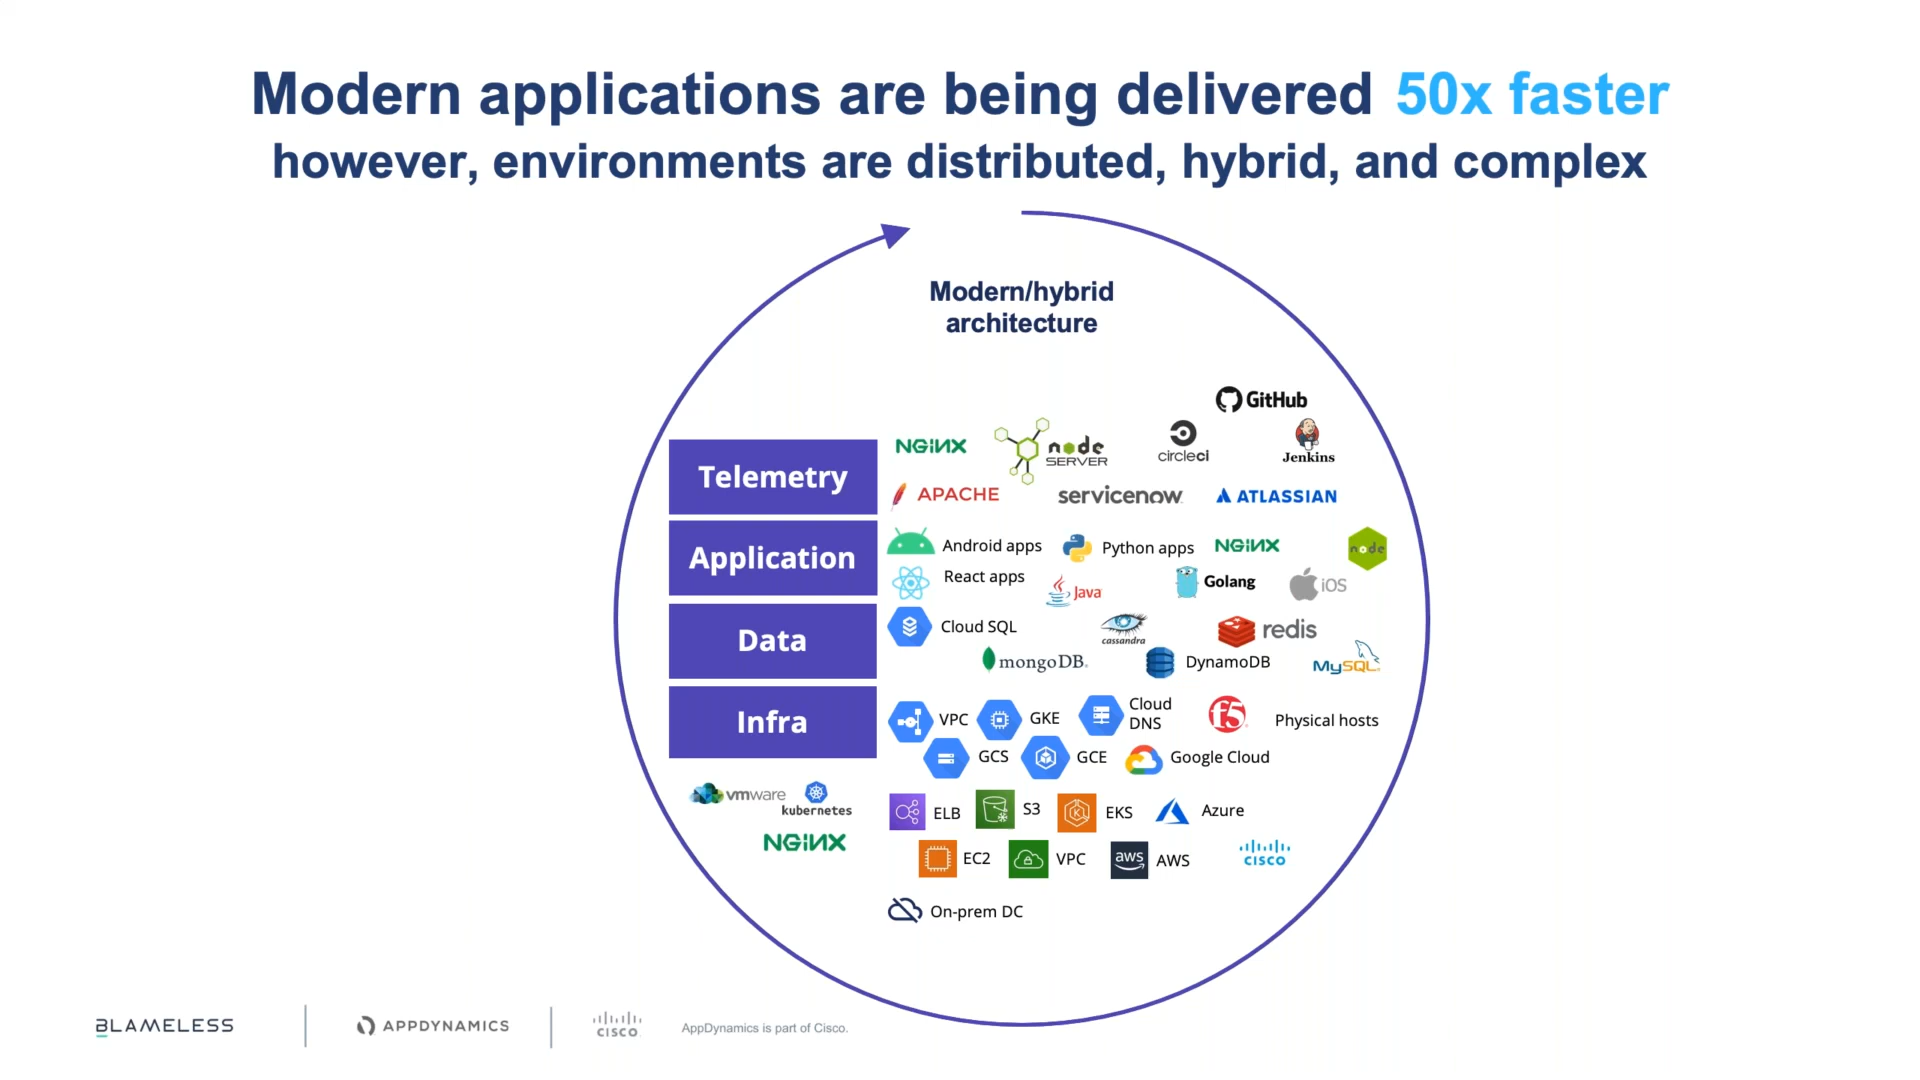 Modern applications are being delivered 50x faster
however, environments are distributed, hybrid, and complex
Modern/hybrid
architecture
GitHub
Telemetry
NGINX
node
SERVER
circleci
Jenkins
APACHE
servicenow
ATLASSIAN
Application
Android apps
Python apps
NGINX
node
React apps
Java
Golang
iOS
Data
Cloud SQL
cassandra
redis
mongoDB.
DynamoDB
MySQL
Infra
VPC
GKE
Cloud
DNS
f5
Physical hosts
GCS
GCE
Google Cloud
vmware
kubernetes
NGINX
ELB
S3
EKS
Azure
EC2
VPC
aws
AWS
CISCO
On-prem DC
BLAMELESS
APPDYNAMICS
CISCO
AppDynamics is part of Cisco.